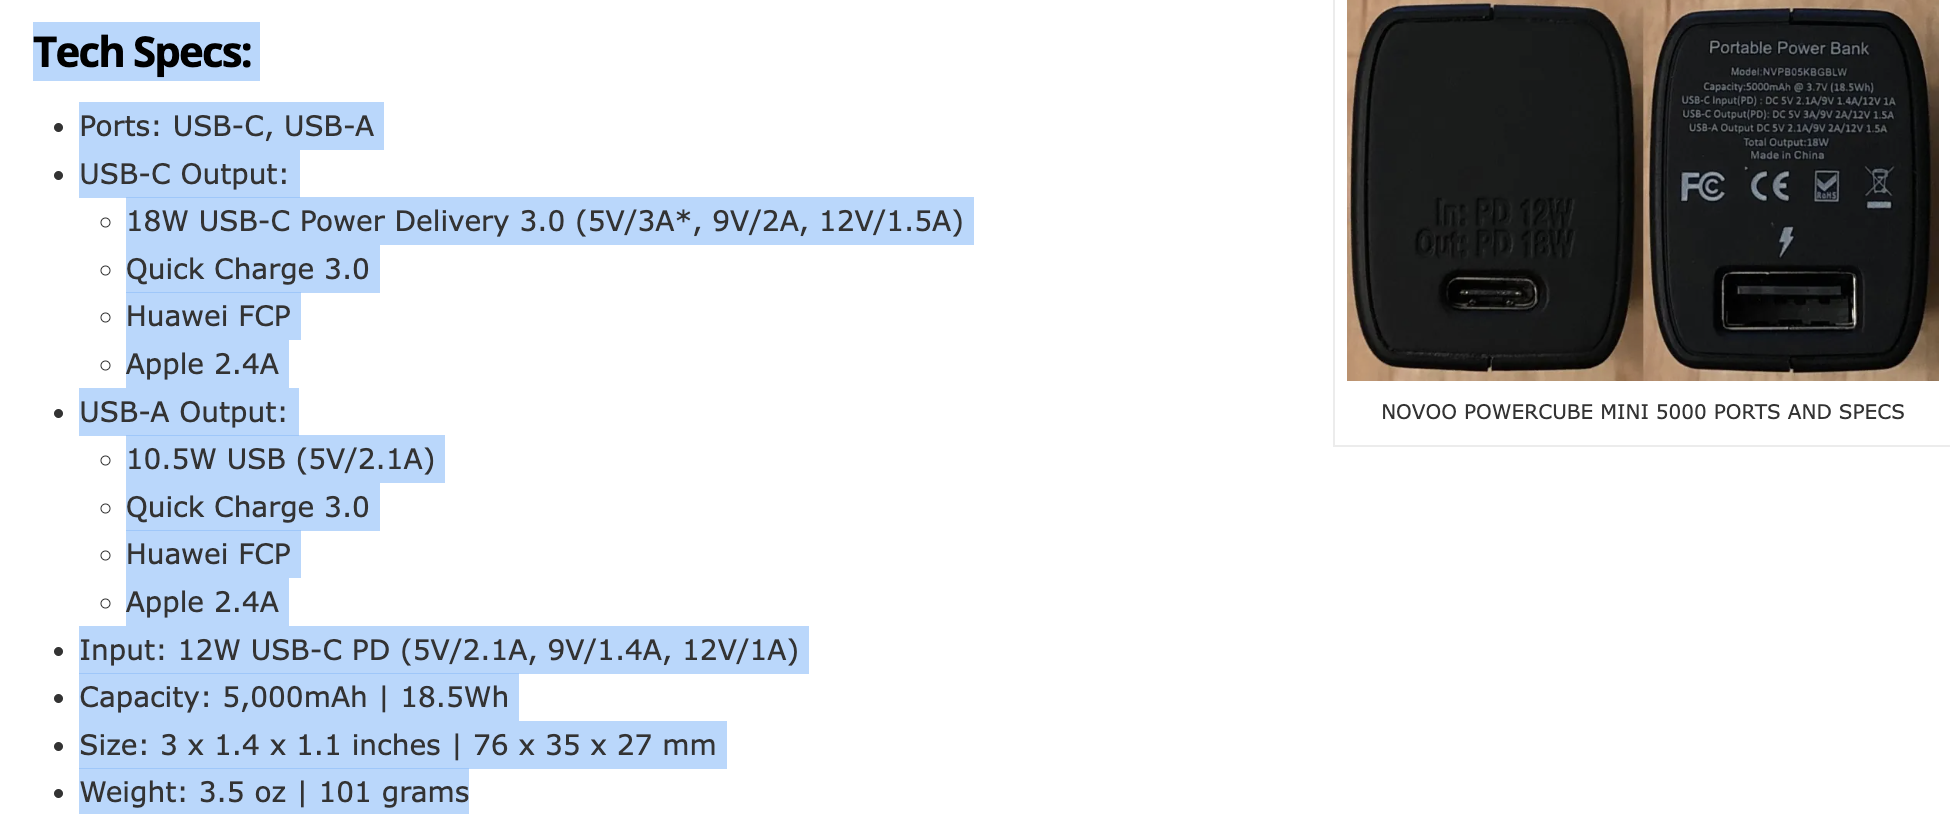 Tech Specs:
Ports: USB-C, USB-A
USB-C Output:
18W USB-C Power Delivery 3.0 (5V/3A*, 9V/2A, 12V/1.5A)
Quick Charge 3.0
Huawei FCP
Apple 2.4A
USB-A Output:
10.5W USB (5V/2.1A)
Quick Charge 3.0
Huawei FCP
Apple 2.4A
Input: 12W USB-C PD (5V/2.1A, 9V/1.4A, 12V/1A)
Capacity: 5,000mAh | 18.5Wh
Size: 3 x 1.4 x 1.1 inches | 76 x 35 x 27 mm
Weight: 3.5 oz | 101 grams
In: PD 12W
Out: PD 18W
Portable Power Bank
Model:NVPB05KBGBLW
Capacity:5000mAh @ 3.7V (18.5Wh)
USB-C Input(PD) : DC 5V 2.1A/9V 1.4A/12V 1A
USB-C Output(PD): DC 5V 3A/9V 2A/12V 1.5A
USB-A Output DC 5V 2.1A/9V 2A/12V 1.5A
Total Output:18W
Made in China
FC CE RoHS
NOVOO POWERCUBE MINI 5000 PORTS AND SPECS